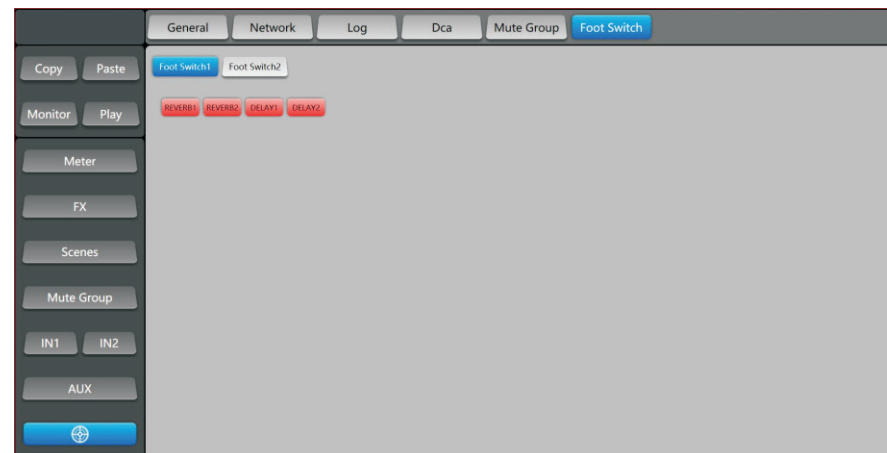 General Network Log Dca Mute Group Foot Switch
Copy Paste
Foot Switch1 Foot Switch2
Monitor Play
REVERB1 REVERB2 DELAY1 DELAY2
Meter
FX
Scenes
Mute Group
IN1 IN2
AUX